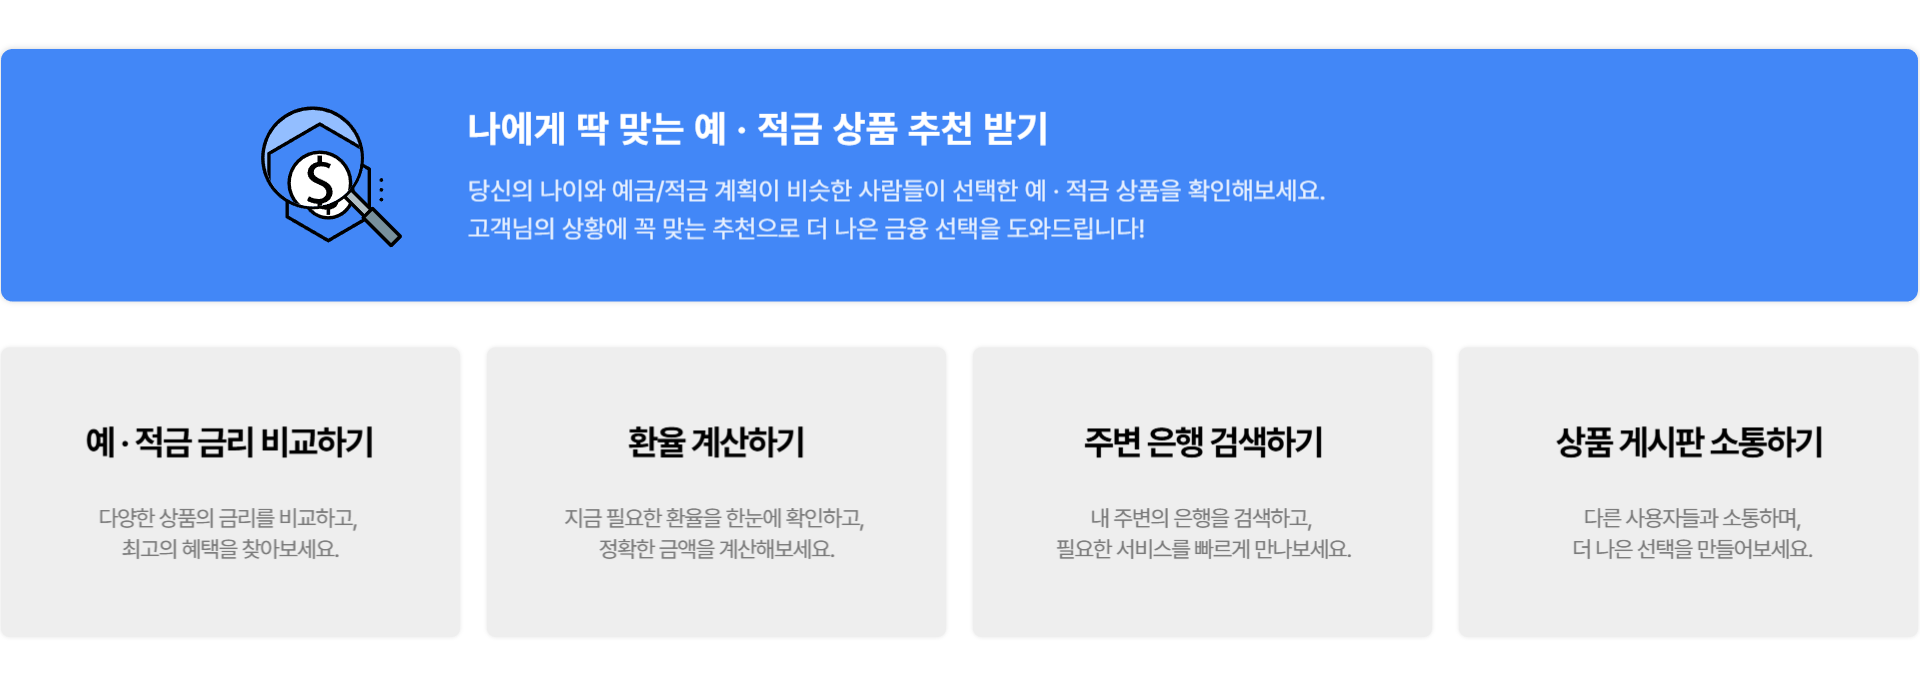 나에게 딱 맞는 예 · 적금 상품 추천 받기
당신의 나이와 예금/적금 계획이 비슷한 사람들이 선택한 예 · 적금 상품을 확인해보세요.
고객님의 상황에 꼭 맞는 추천으로 더 나은 금융 선택을 도와드립니다!
$
예 · 적금 금리 비교하기
다양한 상품의 금리를 비교하고,
최고의 혜택을 찾아보세요.
환율 계산하기
지금 필요한 환율을 한눈에 확인하고,
정확한 금액을 계산해보세요.
주변 은행 검색하기
내 주변의 은행을 검색하고,
필요한 서비스를 빠르게 만나보세요.
상품 게시판 소통하기
다른 사용자들과 소통하며,
더 나은 선택을 만들어보세요.